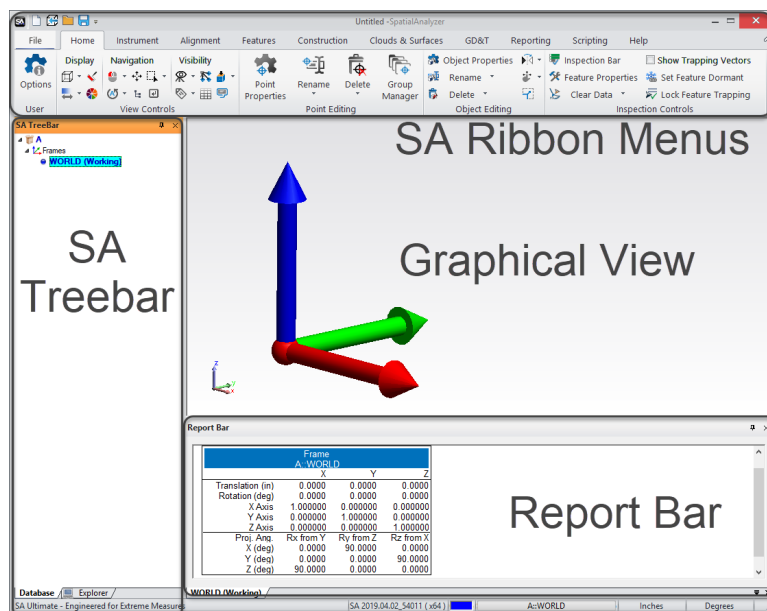 SA
Untitled -SpatialAnalyzer
File Home Instrument Alignment Features Construction Clouds & Surfaces GD&T Reporting Scripting Help
Options
User
Display Navigation Visibility
View Controls
Point Properties
Rename
Delete
Group Manager
Point Editing
Object Properties
Rename
Delete
Object Editing
Inspection Bar
Feature Properties
Clear Data
Show Trapping Vectors
Set Feature Dormant
Lock Feature Trapping
Inspection Controls
SA TreeBar
A
Frames
WORLD (Working)
SA
Treebar
SA Ribbon Menus
Graphical View
Z
Y
X
Report Bar
Frame
A::WORLD
X Y Z
Translation (in) 0.0000 0.0000 0.0000
Rotation (deg) 0.0000 0.0000 0.0000
X Axis 1.000000 0.000000 0.000000
Y Axis 0.000000 1.000000 0.000000
Z Axis 0.000000 0.000000 1.000000
Proj. Ang. Rx from Y Ry from Z Rz from X
X (deg) 0.0000 90.0000 0.0000
Y (deg) 0.0000 0.0000 90.0000
Z (deg) 90.0000 0.0000 0.0000
Report Bar
Database Explorer
WORLD (Working)
SA Ultimate - Engineered for Extreme Measures
SA 2019.04.02_54011 ( x64 )
A::WORLD
Inches
Degrees